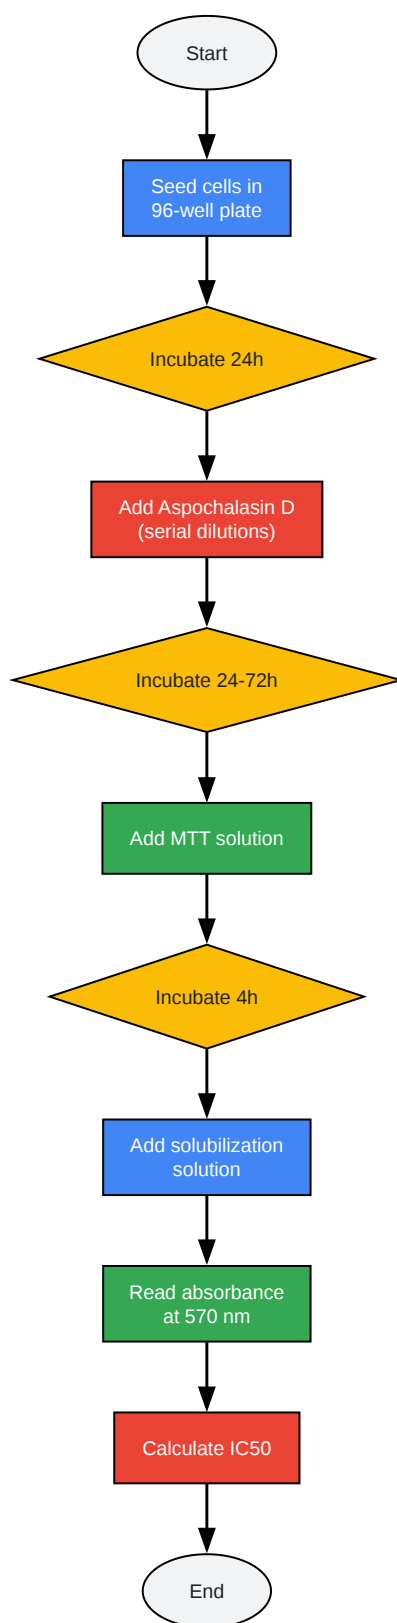 Start
Seed cells in
96-well plate
Incubate 24h
Add Aspochalasin D
(serial dilutions)
Incubate 24-72h
Add MTT solution
Incubate 4h
Add solubilization
solution
Read absorbance
at 570 nm
Calculate IC50
End